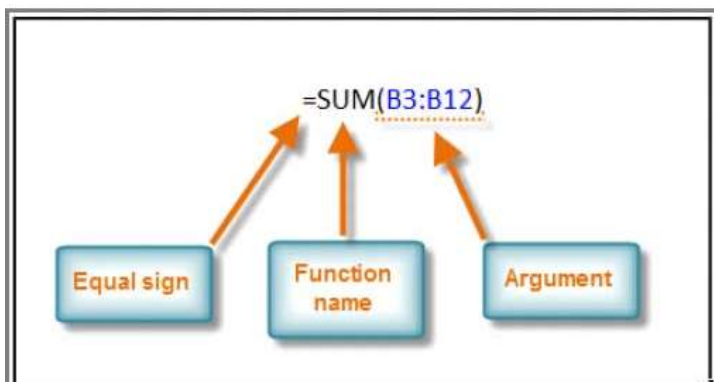 =SUM(B3:B12)
Equal sign
Function
name
Argument